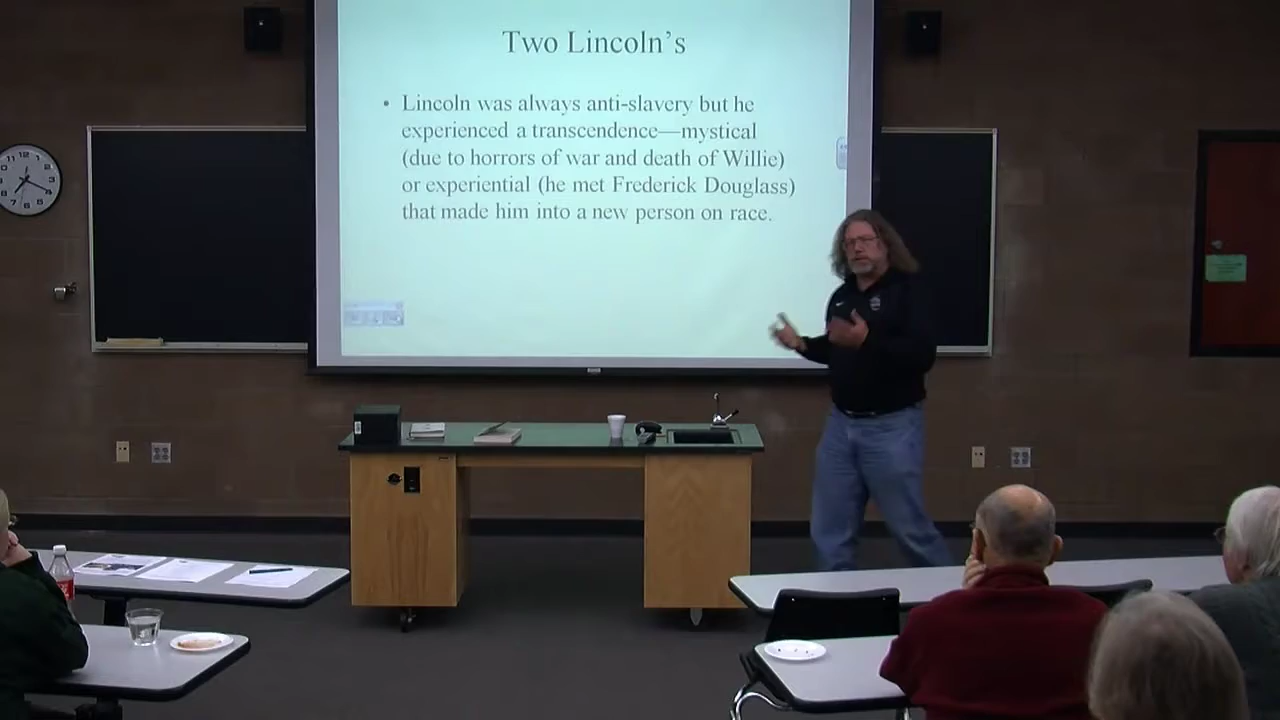 Two Lincoln's
• Lincoln was always anti-slavery but he
experienced a transcendence—mystical
(due to horrors of war and death of Willie)
or experiential (he met Frederick Douglass)
that made him into a new person on race.